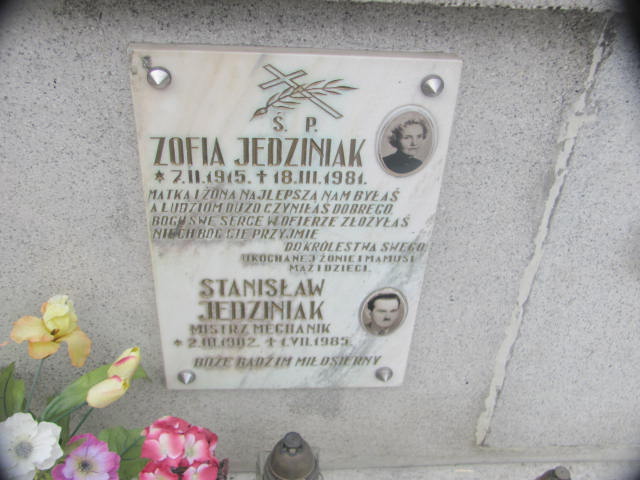 Ś. P.
ZOFIA JEDZINIAK
* 7.II.1915. + 18.III.1981.
MATKA I ŻONA NAJLEPSZĄ NAM BYŁAŚ
A LUDZIOM DUŻO CZYNIŁAŚ DOBREGO
BOGU SWE SERCE W OFIERZE ZŁOŻYŁAŚ
NIECH BÓG CIĘ PRZYJMIE
DO KRÓLESTWA SWEGO
UKOCHANEJ ŻONIE I MAMUSI
MĄŻ I DZIECI.
STANISŁAW
JEDZINIAK
MISTRZ MECHANIK
* 2.III.1902. + 1.VII.1985.
BOŻE BĄDŹ IM MIŁOSIERNY